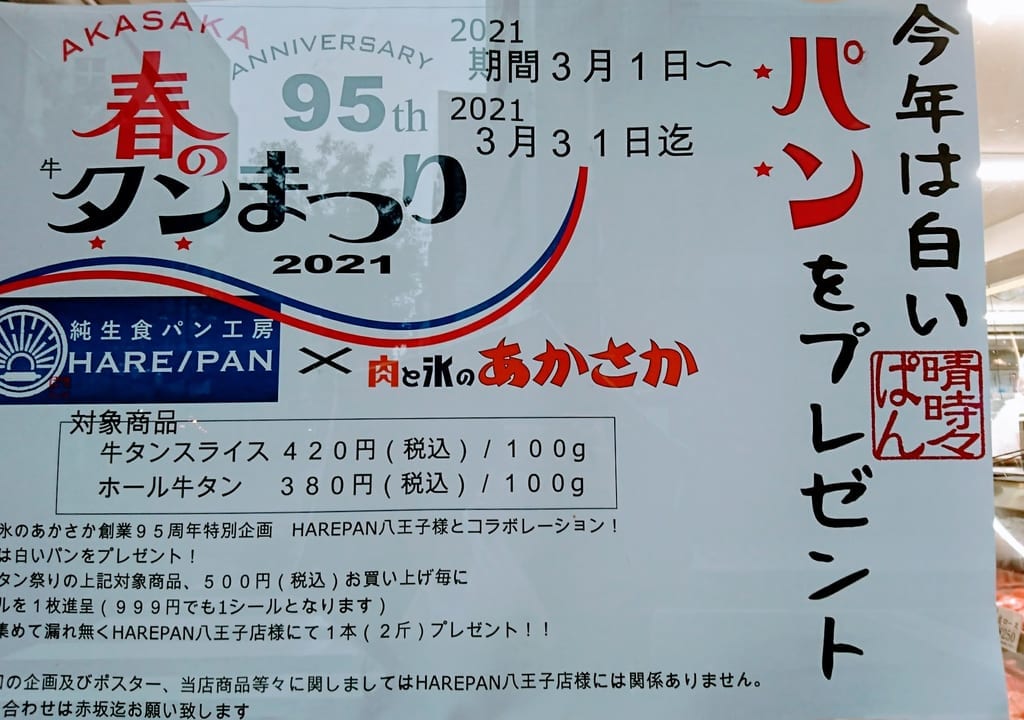 今年は白い
パンをプレゼント
晴時々
ぱん
AKASAKA
ANNIVERSARY
95th
春の
牛
タンまつり
2021
2021
期間3月1日〜
2021
3月31日迄
純生食パン工房
HARE/PAN
×
肉と氷のあかさか
対象商品
牛タンスライス 420円(税込) / 100g
ホール牛タン 380円(税込) / 100g
氷のあかさか創業95周年特別企画 HAREPAN八王子様とコラボレーション!
は白いパンをプレゼント!
タン祭りの上記対象商品、500円(税込)お買い上げ毎に
ルを1枚進呈(999円でも1シールとなります)
集めて漏れ無くHAREPAN八王子店様にて1本(2斤)プレゼント!!
の企画及びポスター、当店商品等々に関しましてはHAREPAN八王子店様には関係ありません。
合わせは赤坂迄お願い致します